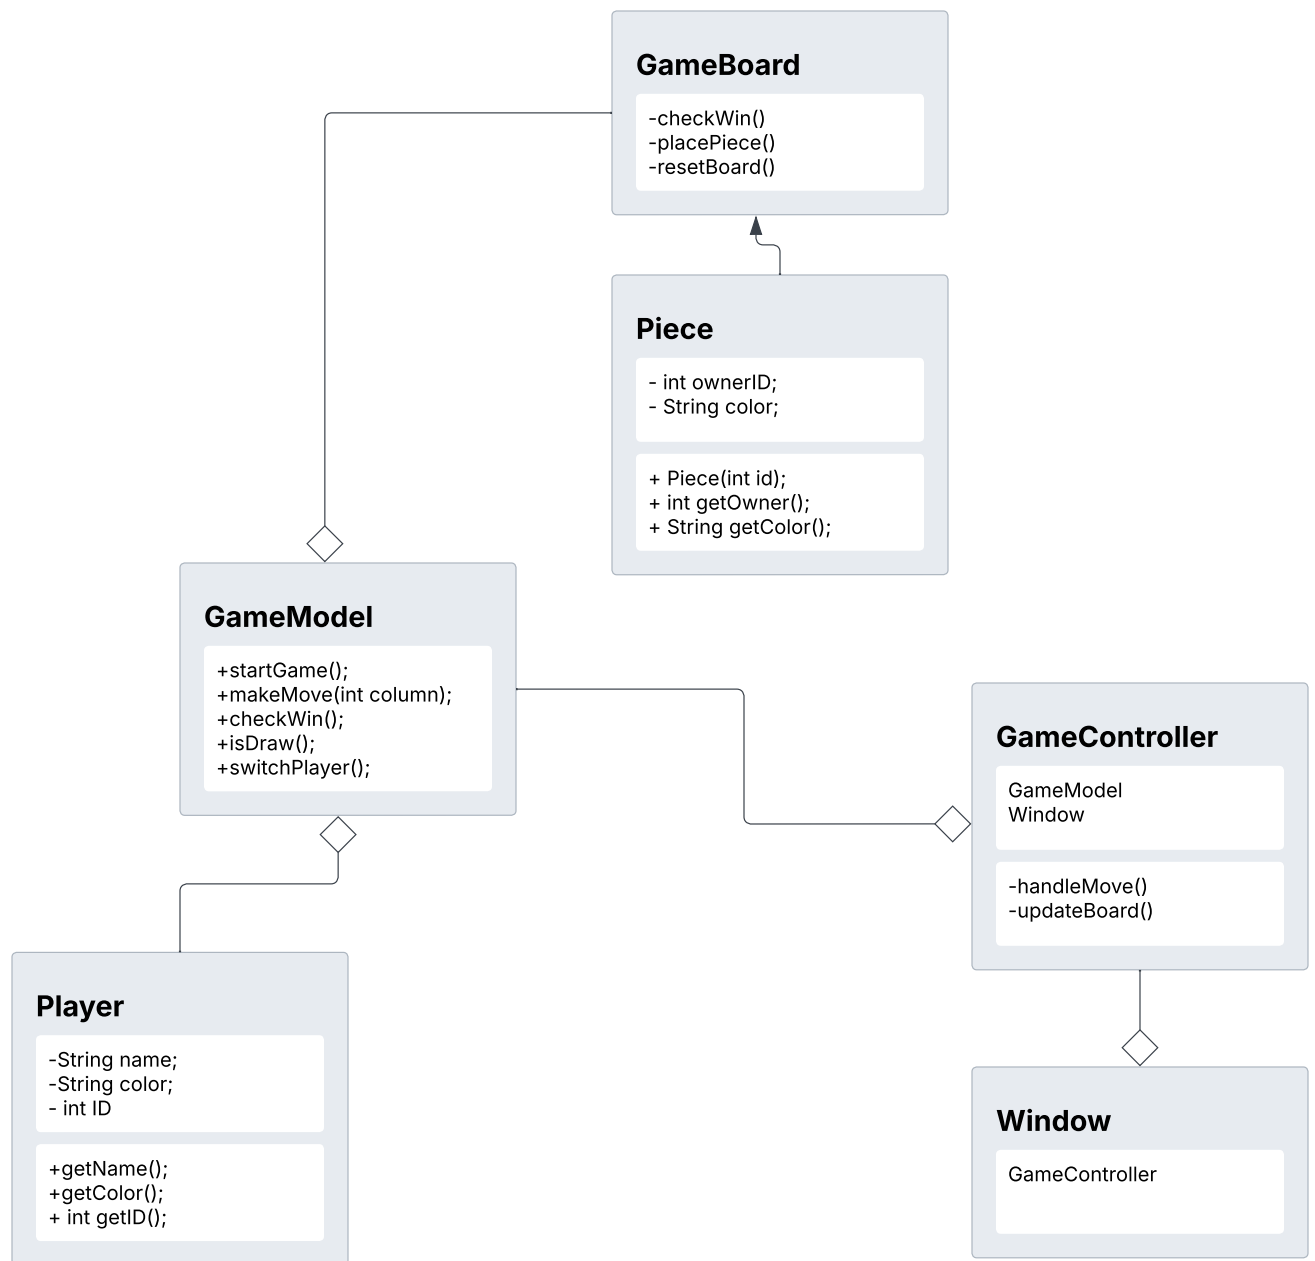 GameBoard
-checkWin()
-placePiece()
-resetBoard()
Piece
- int ownerID;
- String color;
+ Piece(int id);
+ int getOwner();
+ String getColor();
GameModel
+startGame();
+makeMove(int column);
+checkWin();
+isDraw();
+switchPlayer();
GameController
GameModel
Window
-handleMove()
-updateBoard()
Player
-String name;
-String color;
- int ID
+getName();
+getColor();
+ int getID();
Window
GameController